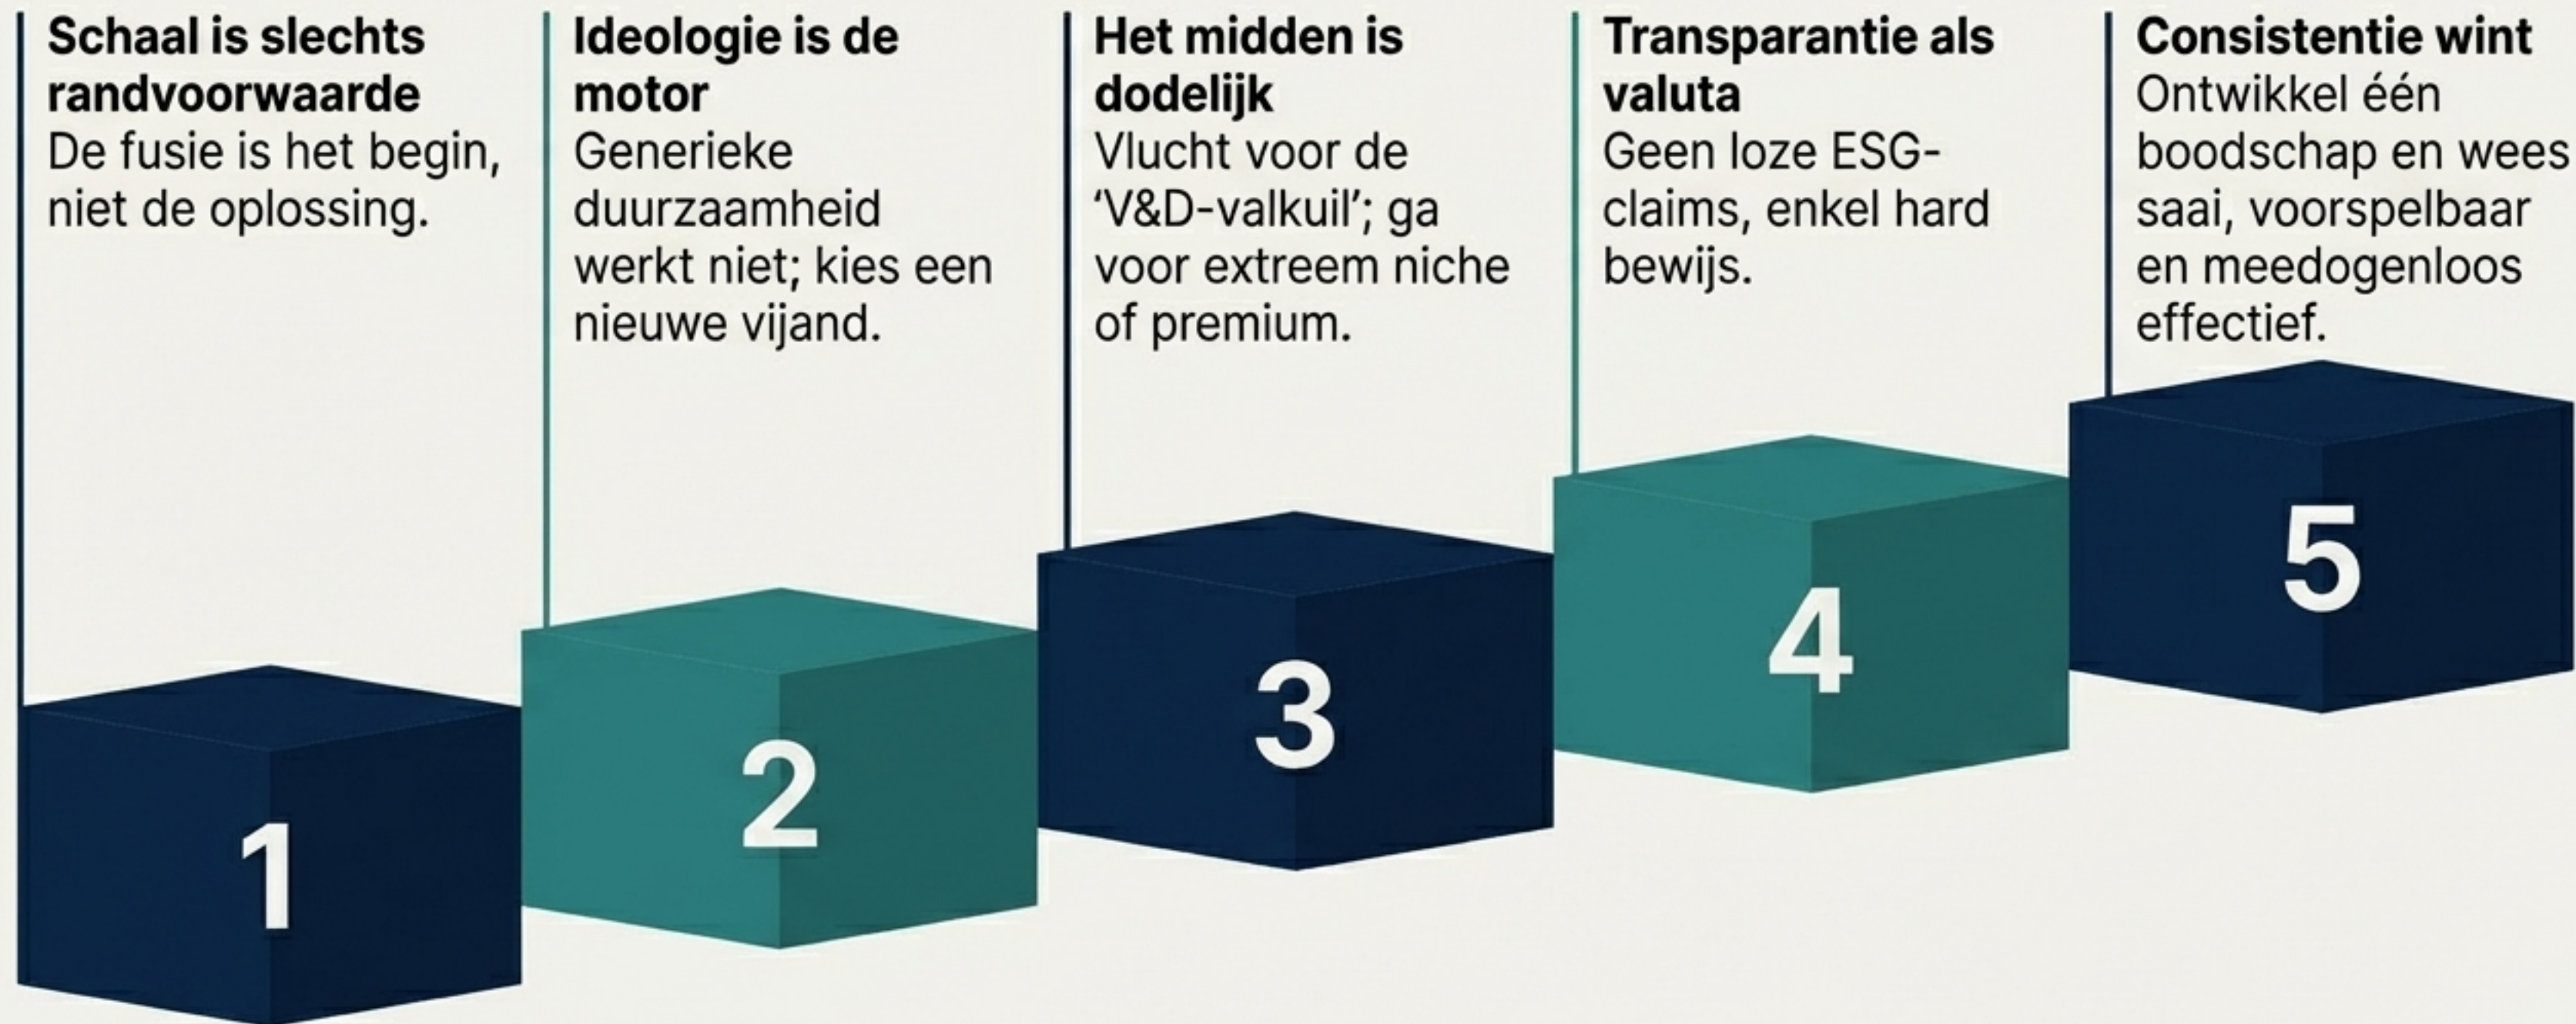 Schaal is slechts
randvoorwaarde
De fusie is het begin,
niet de oplossing.
Ideologie is de
motor
Generieke
duurzaamheid
werkt niet; kies een
nieuwe vijand.
Het midden is
dodelijk
Vlucht voor de
‘V&D-valkuil’; ga
voor extreem niche
of premium.
Transparantie als
valuta
Geen loze ESG-
claims, enkel hard
bewijs.
Consistentie wint
Ontwikkel één
boodschap en wees
saai, voorspelbaar
en meedogenloos
effectief.
1
2
3
4
5